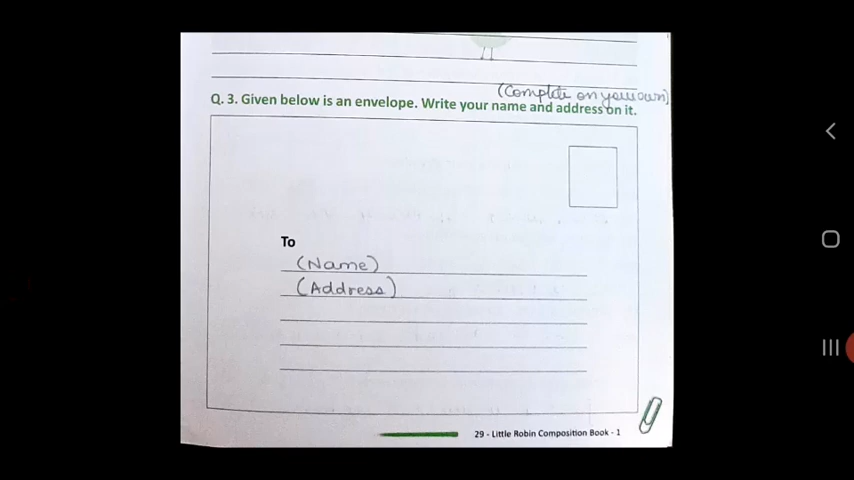 (Complete on your own)
Q. 3. Given below is an envelope. Write your name and address on it.
To
(Name)
(Address)
29 - Little Robin Composition Book - 1